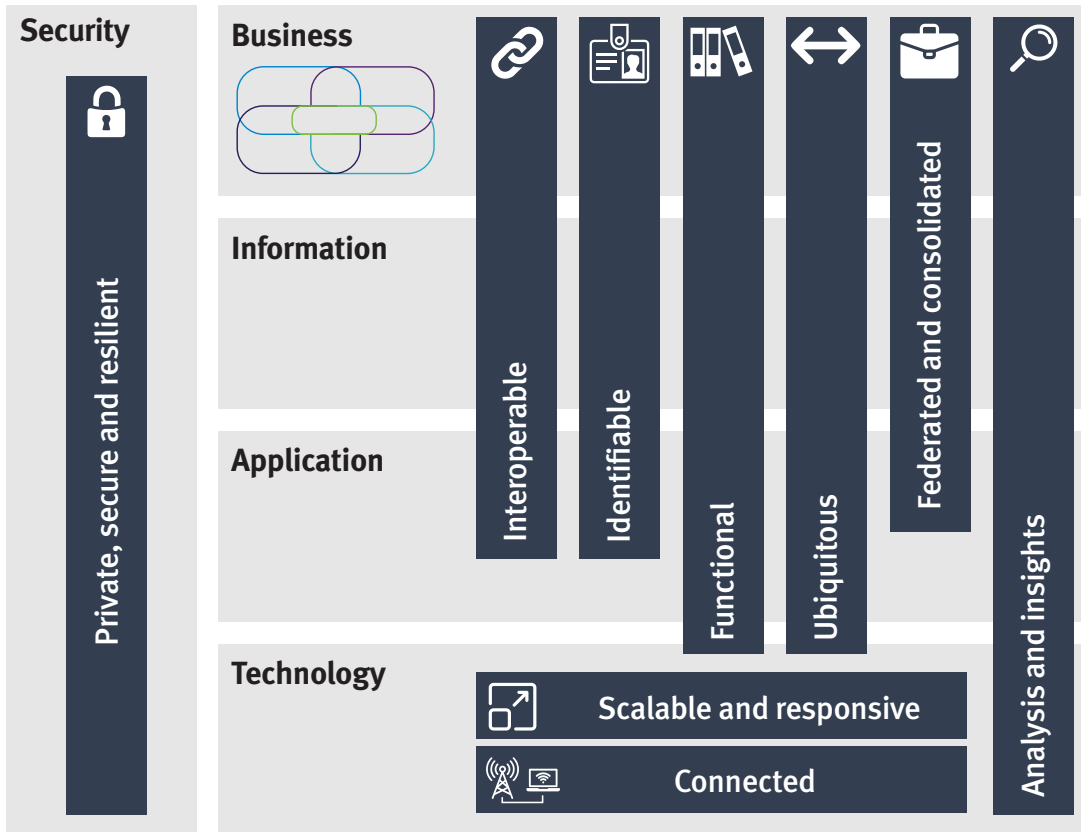 Security
Private, secure and resilient
Business
Information
Application
Technology
Interoperable
Identifiable
Functional
Ubiquitous
Federated and consolidated
Analysis and insights
Scalable and responsive
Connected